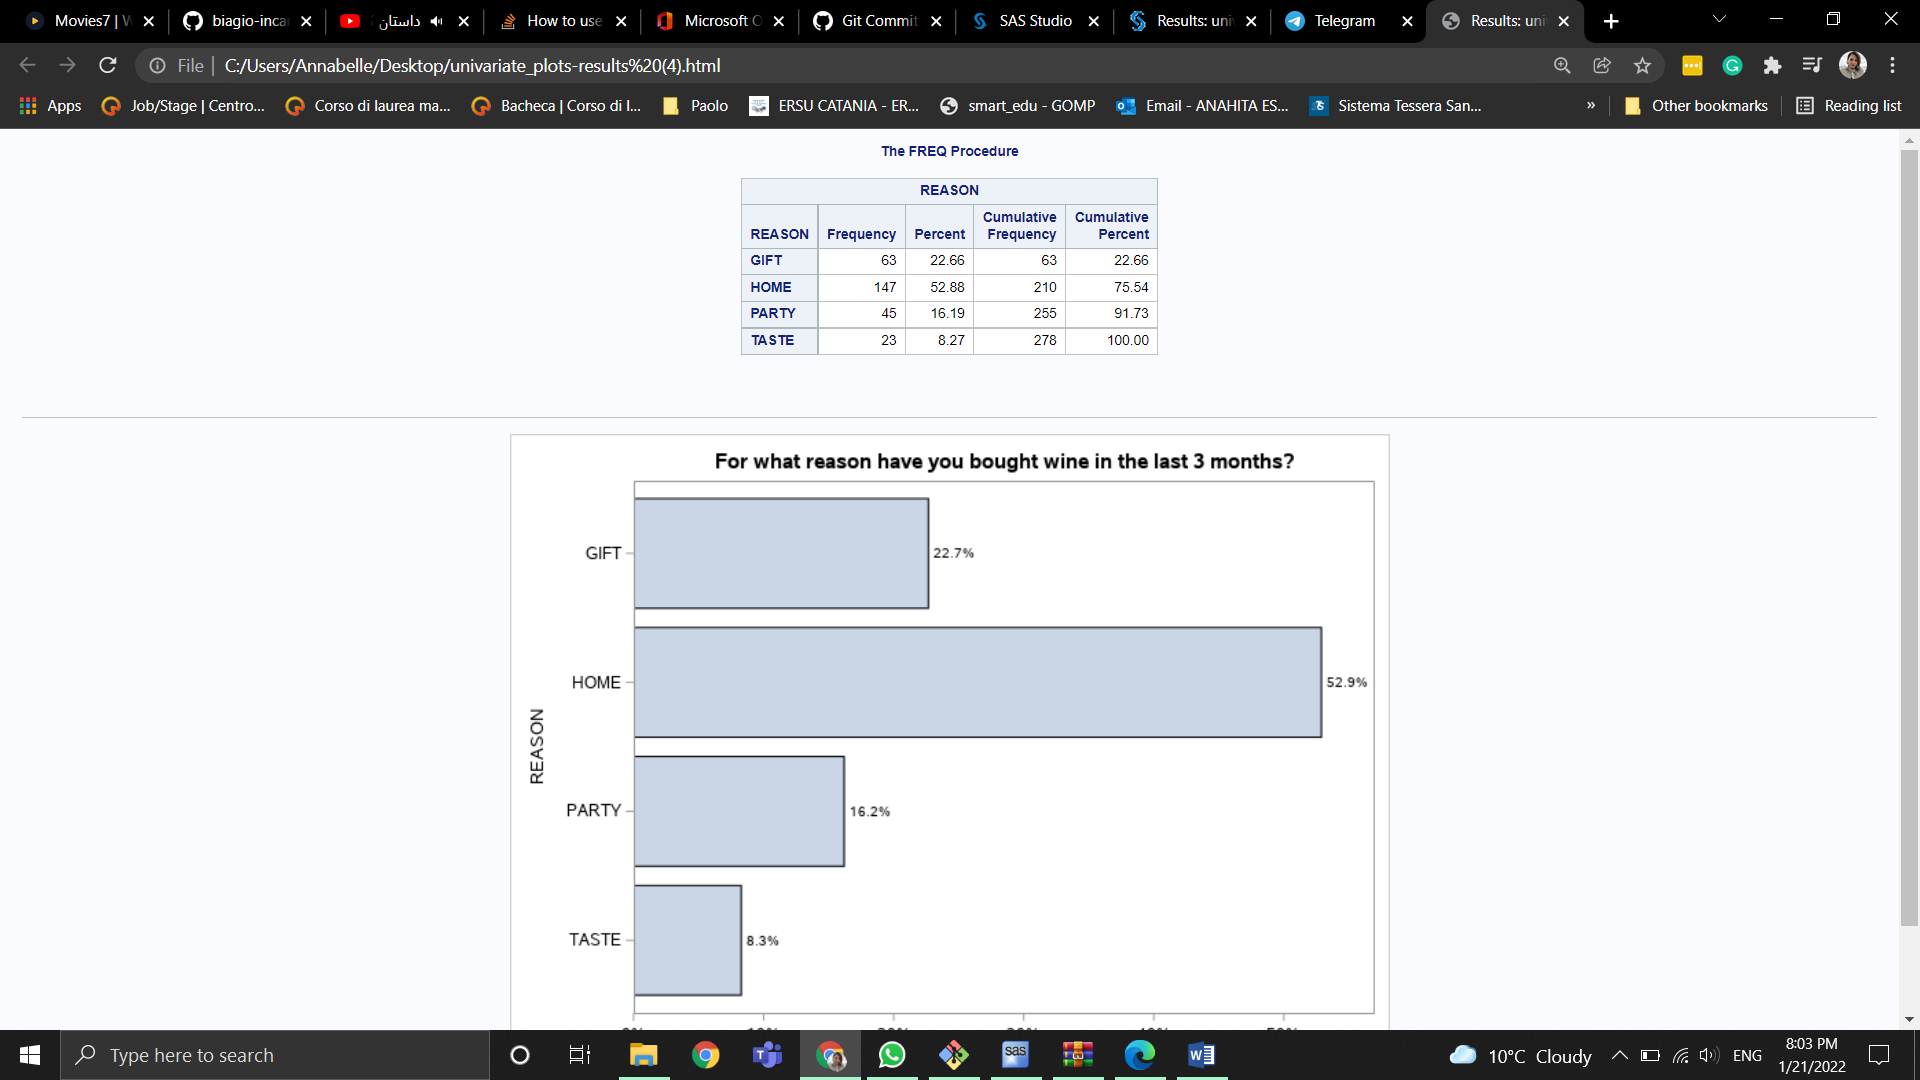 Movies7 | W
biagio-inca
داستان
How to use
Microsoft O
Git Commit
SAS Studio
Results: uni
Telegram
Results: uni
File
C:/Users/Annabelle/Desktop/univariate_plots-results%20(4).html
Apps
Job/Stage | Centro...
Corso di laurea ma...
Bacheca | Corso di l...
Paolo
ERSU CATANIA - ER...
smart_edu - GOMP
Email - ANAHITA ES...
Sistema Tessera San...
»
Other bookmarks
Reading list
The FREQ Procedure
REASON
REASON Frequency Percent Cumulative Frequency Cumulative Percent
GIFT 63 22.66 63 22.66
HOME 147 52.88 210 75.54
PARTY 45 16.19 255 91.73
TASTE 23 8.27 278 100.00
For what reason have you bought wine in the last 3 months?
GIFT 22.7%
HOME 52.9%
REASON
PARTY 16.2%
TASTE 8.3%
Type here to search
sas
10°C Cloudy
ENG
8:03 PM
1/21/2022